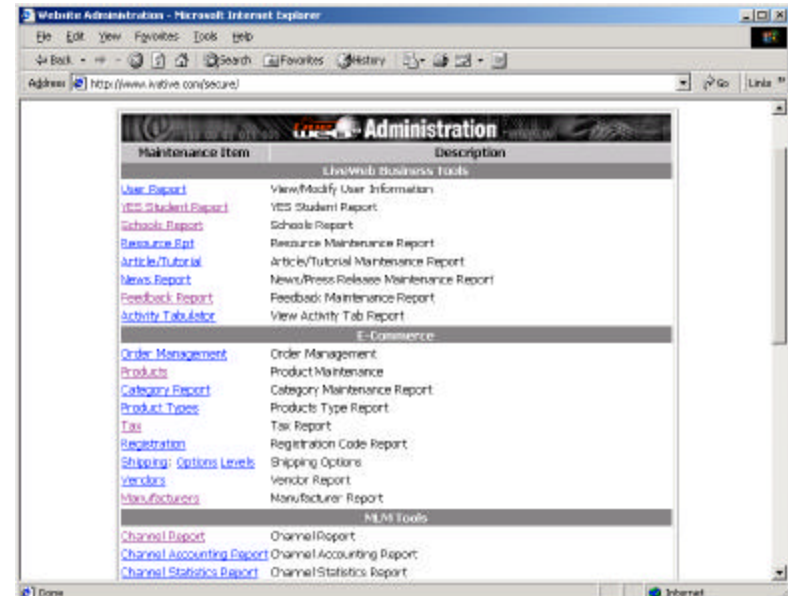 Website Administration - Microsoft Internet Explorer
File Edit View Favorites Tools Help
Back Search Favorites History
Address http://www.ivative.com/secure/ Go Links »
Administration
Maintenance Item Description
LiveWeb Business Tools
User Report View/Modify User Information
YES Student Report YES Student Report
Schools Report Schools Report
Resource Rpt Resource Maintenance Report
Article/Tutorial Article/Tutorial Maintenance Report
News Report News/Press Release Maintenance Report
Feedback Report Feedback Maintenance Report
Activity Tabulator View Activity Tab Report
E-Commerce
Order Management Order Management
Products Product Maintenance
Category Report Category Maintenance Report
Product Types Products Type Report
Tax Tax Report
Registration Registration Code Report
Shipping: Options Levels Shipping Options
Vendors Vendor Report
Manufacturers Manufacturer Report
MLM Tools
Channel Report Channel Report
Channel Accounting Report Channel Accounting Report
Channel Statistics Report Channel Statistics Report
Done Internet